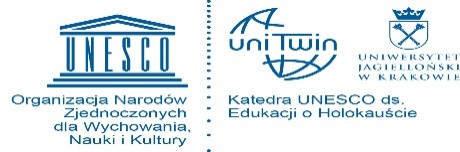 UNESCO
Organizacja Narodów
Zjednoczonych
dla Wychowania,
Nauki i Kultury
uniTwin
Katedra UNESCO ds.
Edukacji o Holokauście
UNIWERSYTET
JAGIELLOŃSKI
W KRAKOWIE